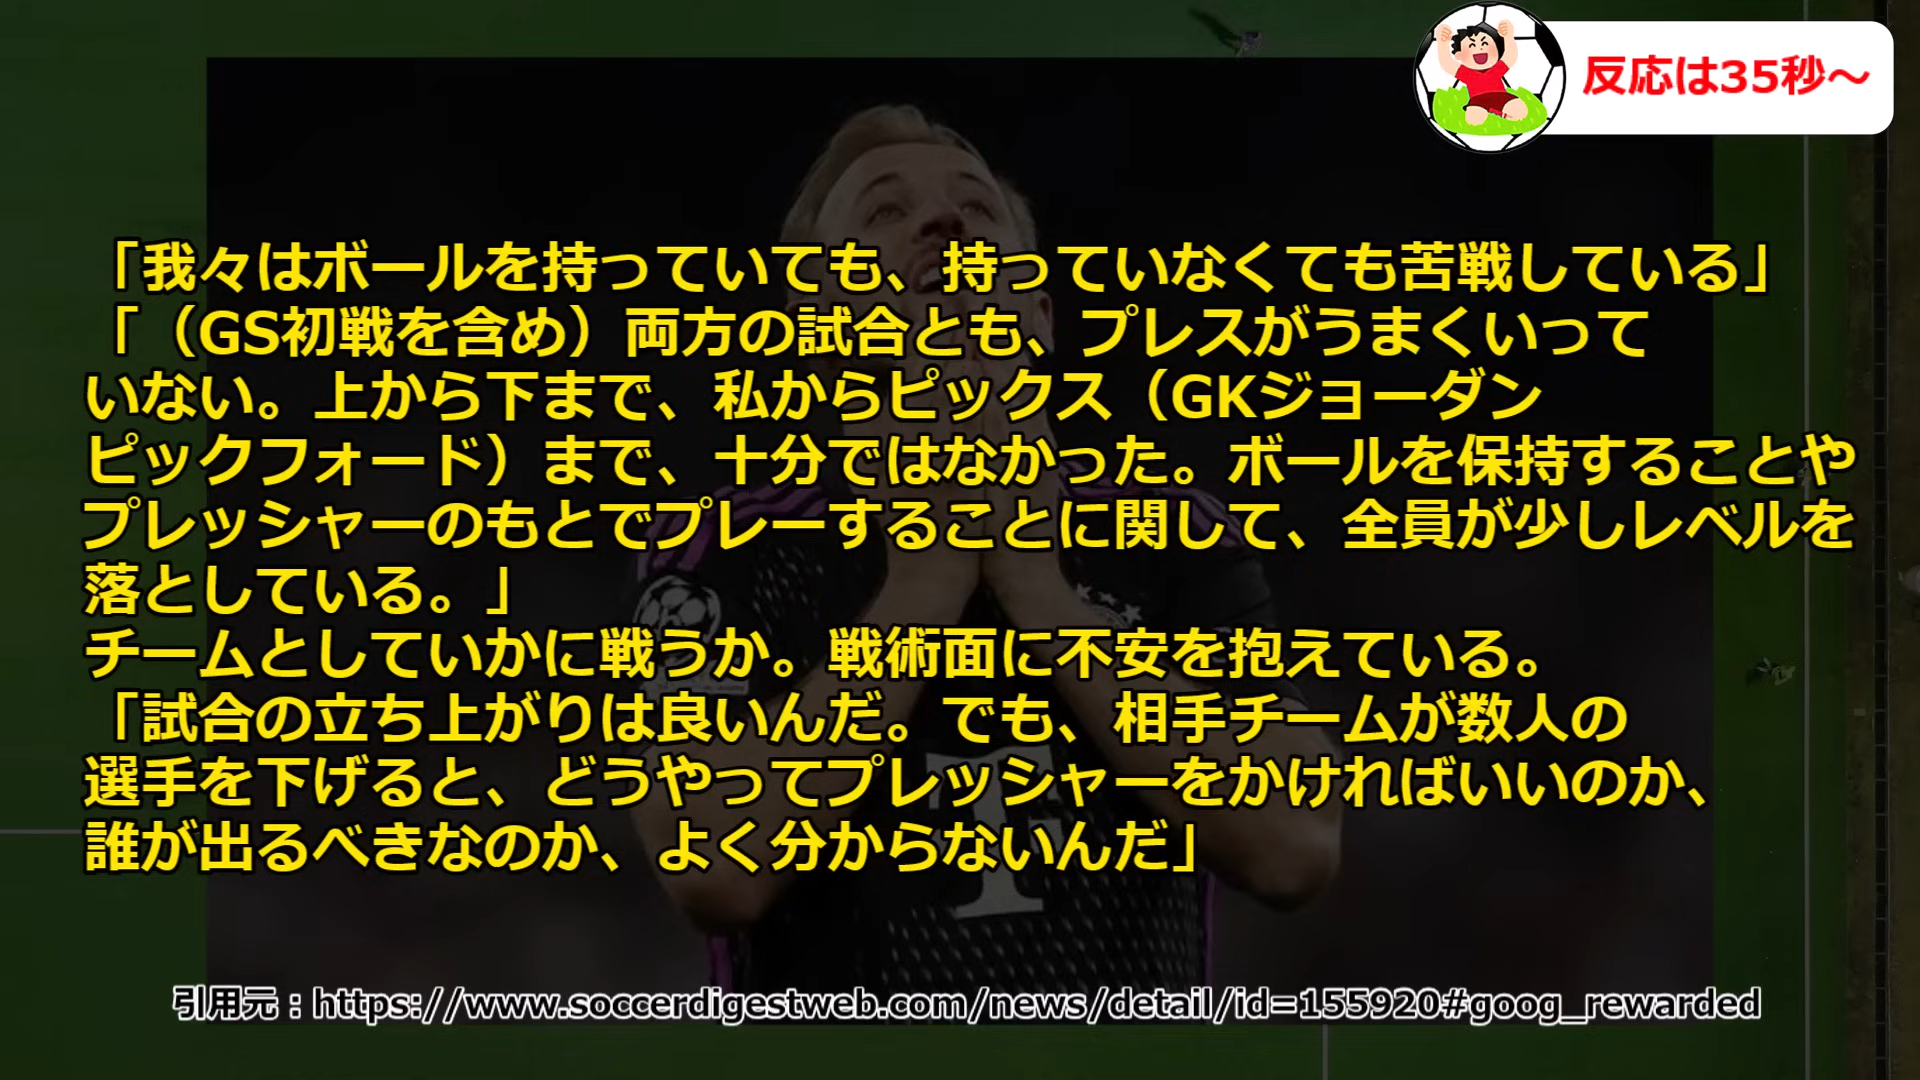 反応は35秒～
「我々はボールを持っていても、持っていなくても苦戦している」
「（GS初戦を含め）両方の試合とも、プレスがうまくいって
いない。上から下まで、私からピックス（GKジョーダン
ピックフォード）まで、十分ではなかった。ボールを保持することや
プレッシャーのもとでプレーすることに関して、全員が少しレベルを
落としている。」
チームとしていかに戦うか。戦術面に不安を抱えている。
「試合の立ち上がりは良いんだ。でも、相手チームが数人の
選手を下げると、どうやってプレッシャーをかければいいのか、
誰が出るべきなのか、よく分からないんだ」
T
引用元：https://www.soccerdigestweb.com/news/detail/id=155920#goog_rewarded